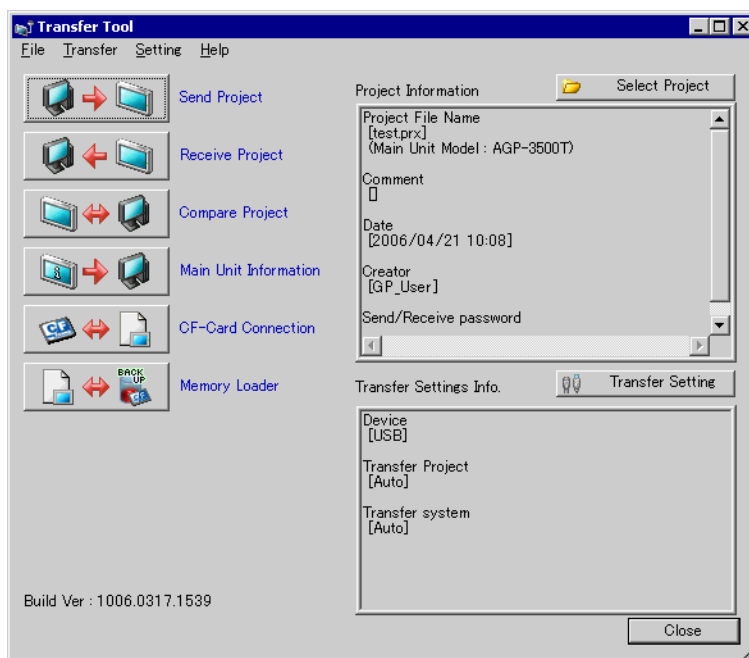 Transfer Tool
File Transfer Setting Help
Send Project
Receive Project
Compare Project
Main Unit Information
CF-Card Connection
CF
Memory Loader
BACK
UP
CF
Build Ver : 1006.0317.1539
Project Information
Select Project
Project File Name
[test.prx]
(Main Unit Model : AGP-3500T)
Comment
[]
Date
[2006/04/21 10:08]
Creator
[GP_User]
Send/Receive password
Transfer Settings Info.
Transfer Setting
Device
[USB]
Transfer Project
[Auto]
Transfer system
[Auto]
Close